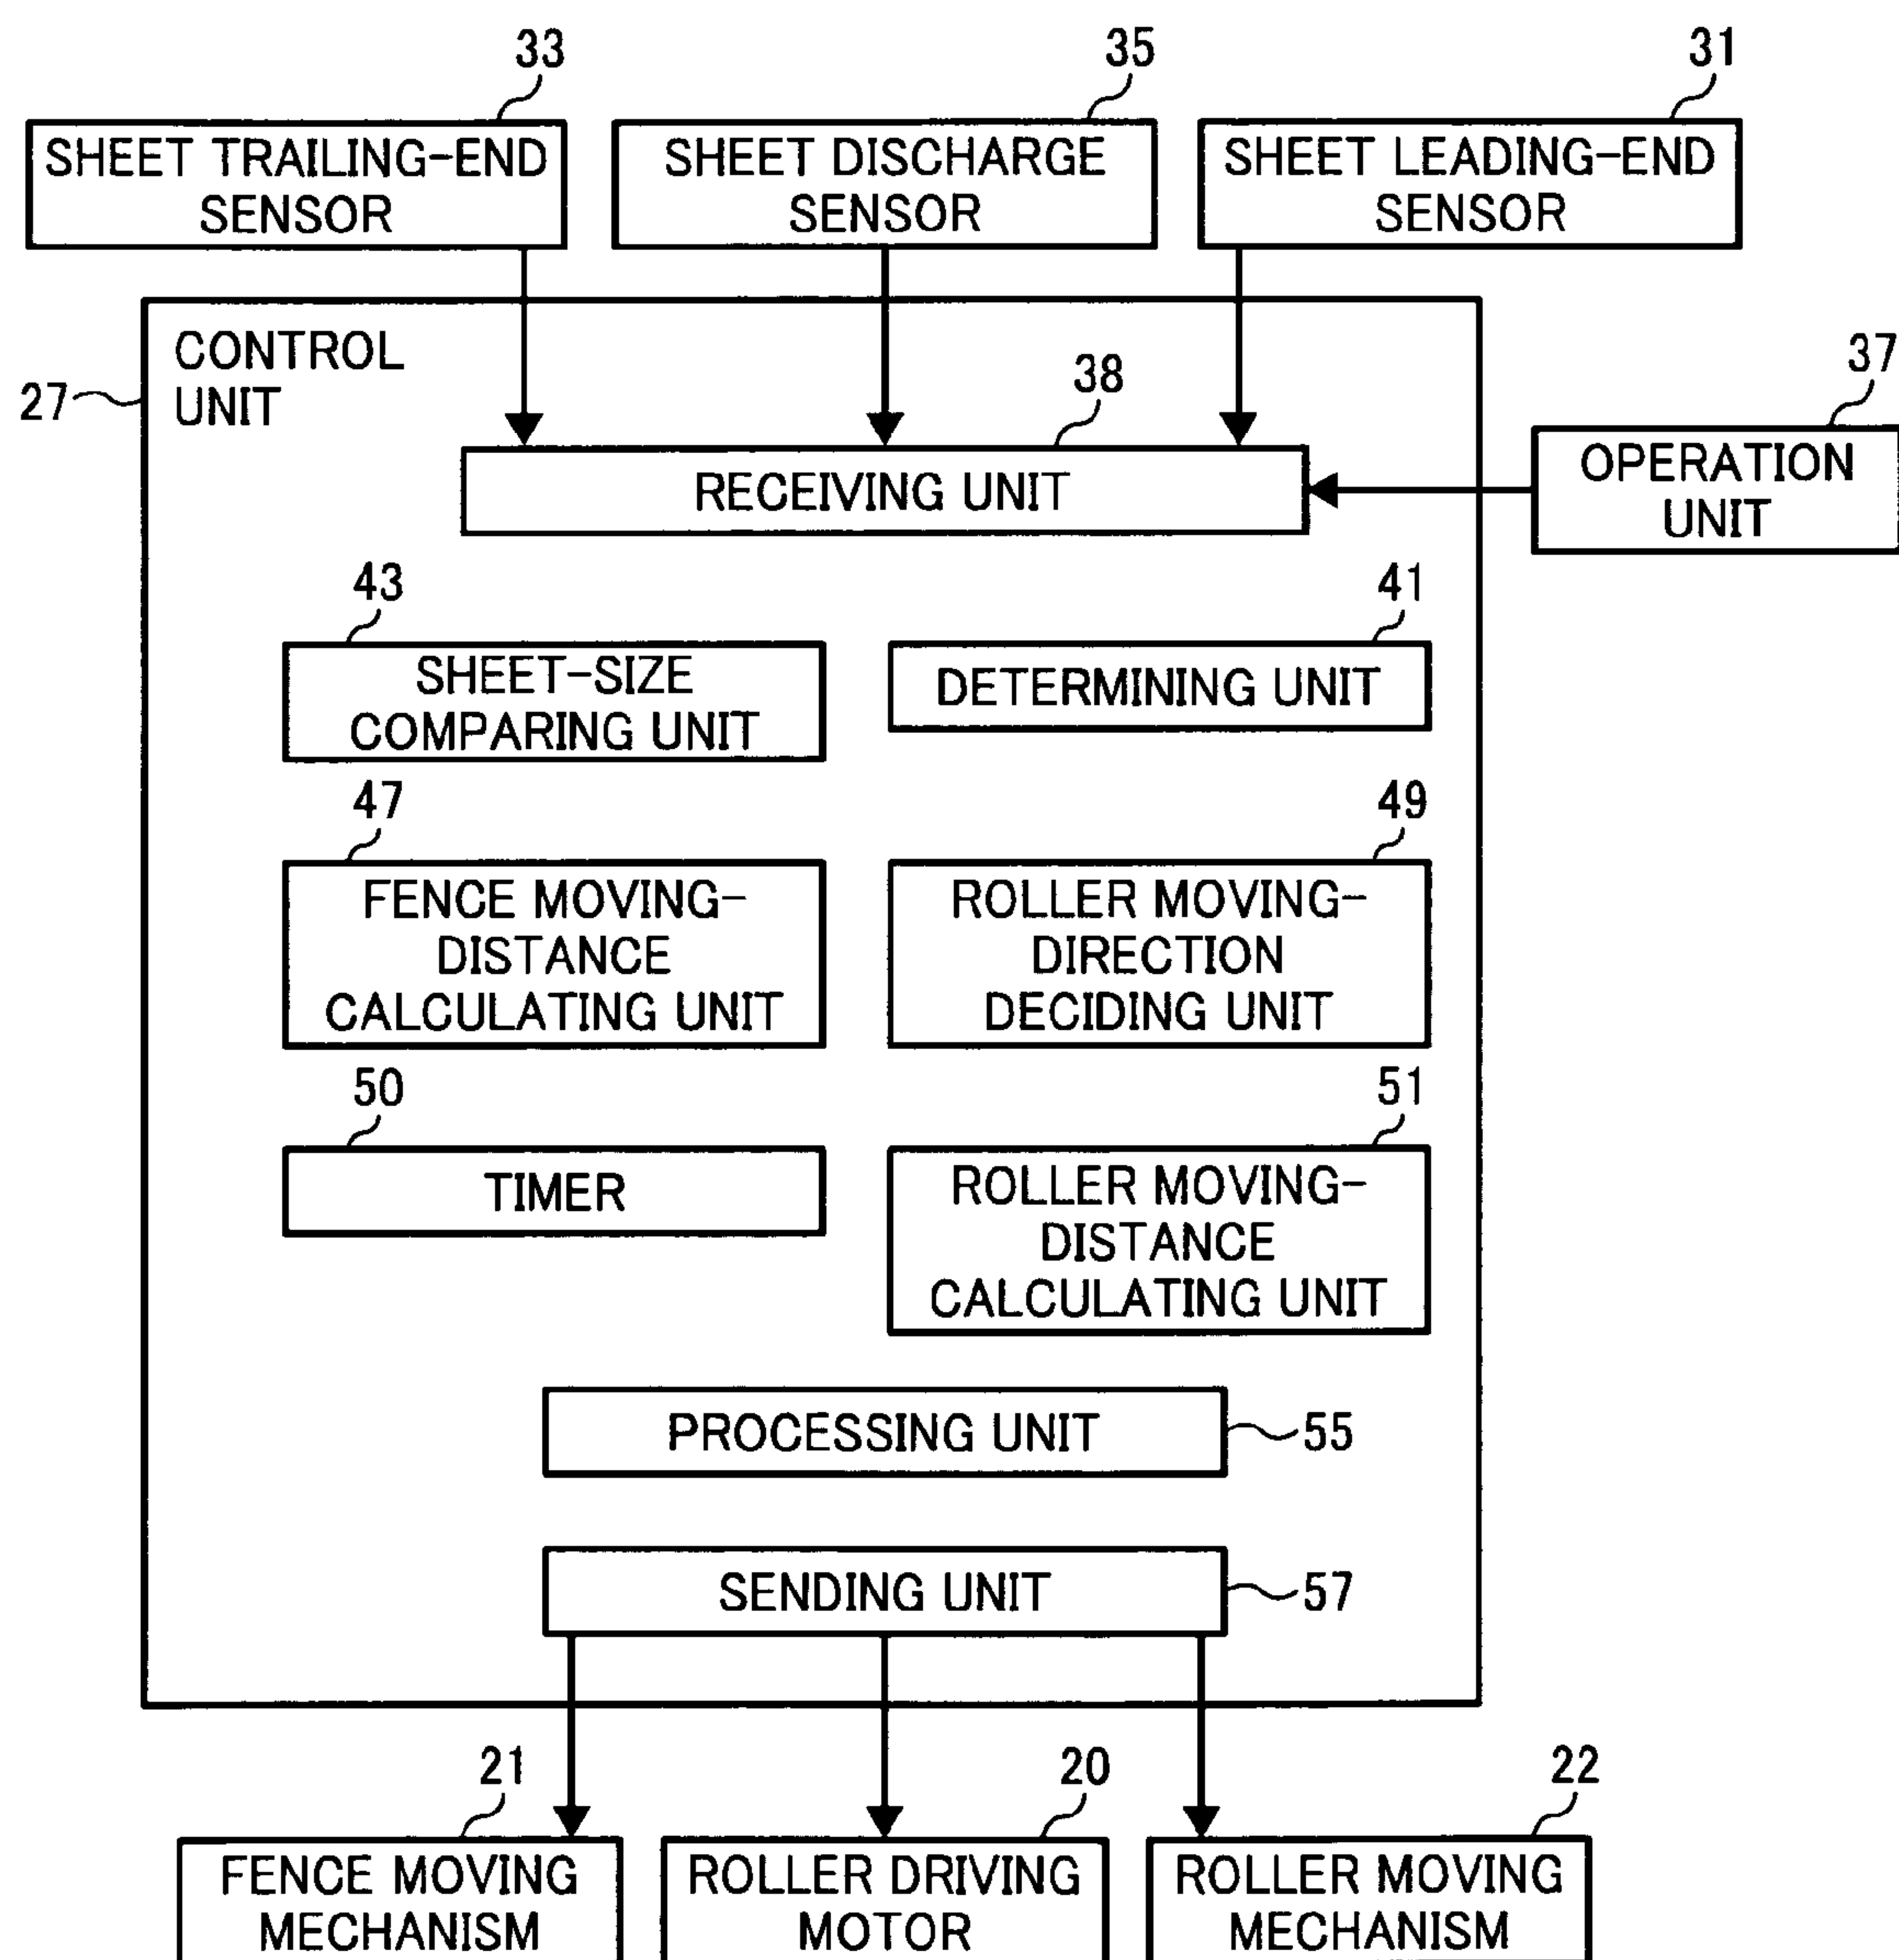 33
35
31
SHEET TRAILING-END
SENSOR
SHEET DISCHARGE
SENSOR
SHEET LEADING-END
SENSOR
CONTROL
UNIT
27
38
37
RECEIVING UNIT
OPERATION
UNIT
43
41
SHEET-SIZE
COMPARING UNIT
DETERMINING UNIT
47
49
FENCE MOVING-
DISTANCE
CALCULATING UNIT
ROLLER MOVING-
DIRECTION
DECIDING UNIT
50
51
TIMER
ROLLER MOVING-
DISTANCE
CALCULATING UNIT
PROCESSING UNIT
55
SENDING UNIT
57
21
20
22
FENCE MOVING
MECHANISM
ROLLER DRIVING
MOTOR
ROLLER MOVING
MECHANISM